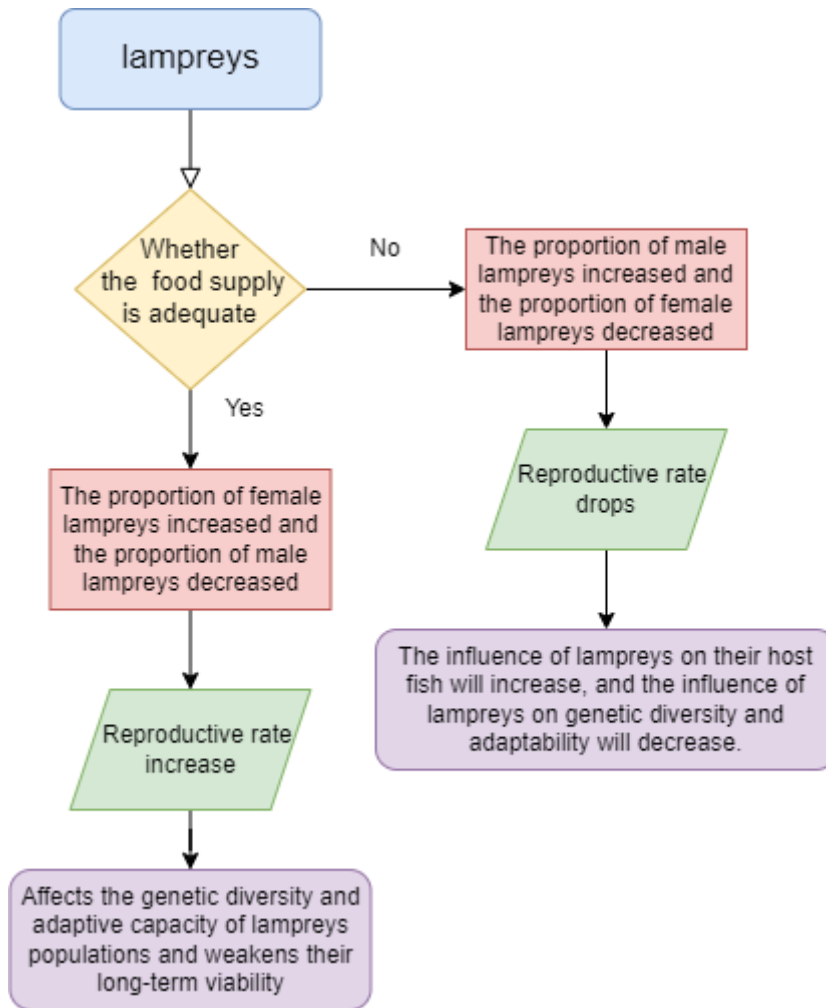 lampreys
Whether
the food supply
is adequate
No
The proportion of male
lampreys increased and
the proportion of female
lampreys decreased
Yes
Reproductive rate
drops
The proportion of female
lampreys increased and
the proportion of male
lampreys decreased
The influence of lampreys on their host
fish will increase, and the influence of
lampreys on genetic diversity and
adaptability will decrease.
Reproductive rate
increase
Affects the genetic diversity and
adaptive capacity of lampreys
populations and weakens their
long-term viability